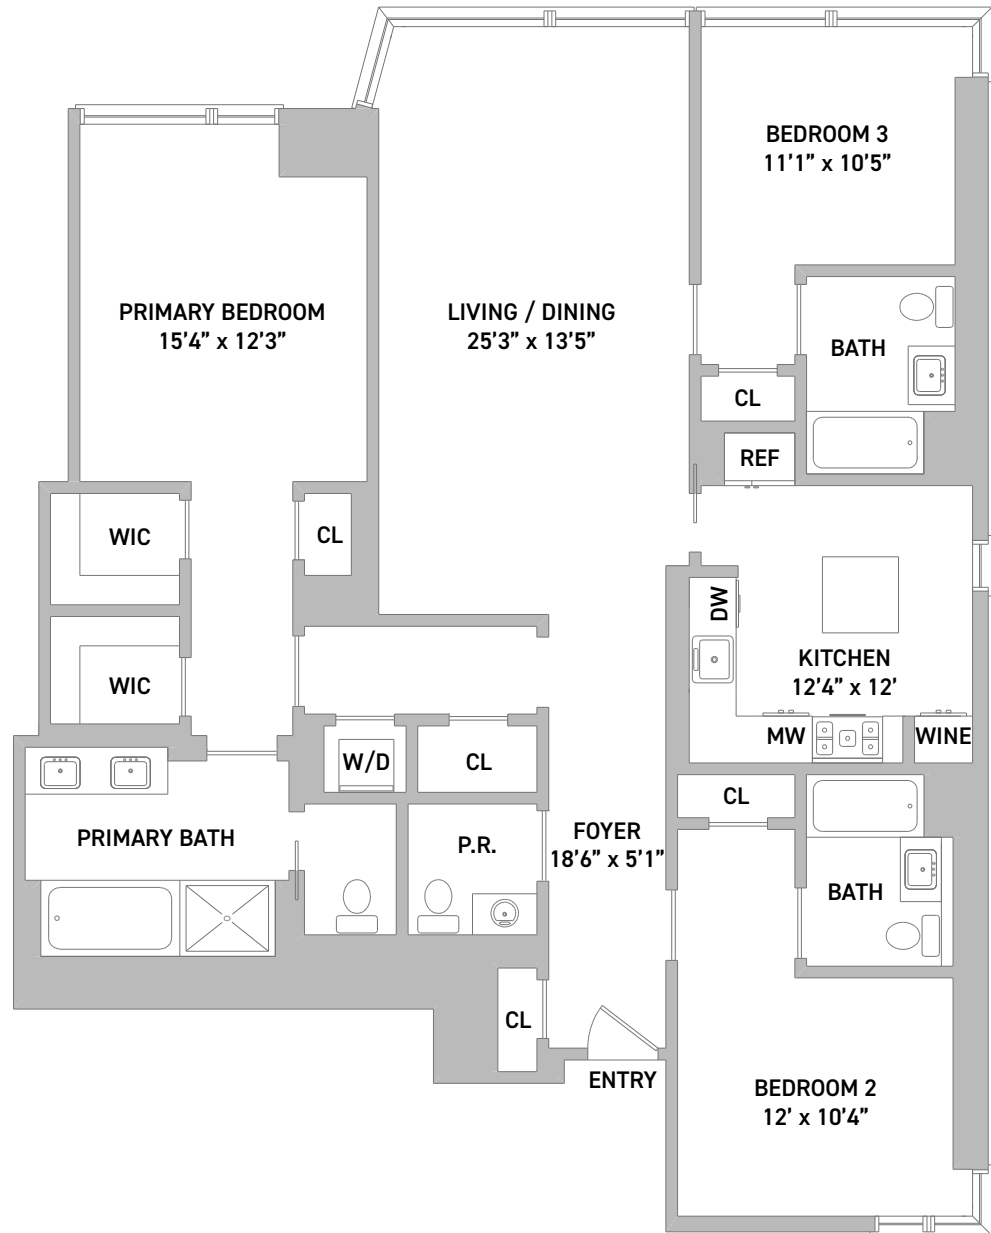 BEDROOM 3
11'1" x 10'5"
PRIMARY BEDROOM
15'4" x 12'3"
LIVING / DINING
25'3" x 13'5"
BATH
CL
REF
WIC
CL
DW
WIC
KITCHEN
12'4" x 12'
MW
WINE
W/D
CL
CL
PRIMARY BATH
P.R.
FOYER
18'6" x 5'1"
BATH
CL
ENTRY
BEDROOM 2
12' x 10'4"